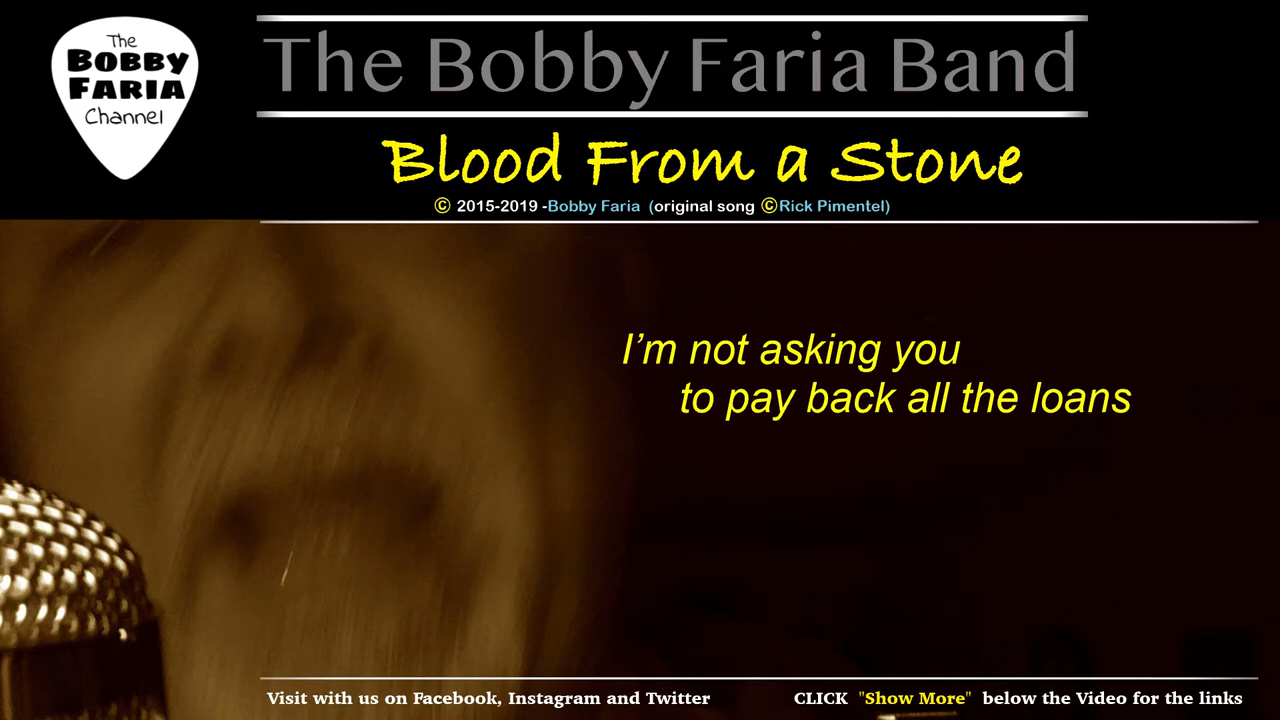 The
BOBBY
FARIA
Channel
The Bobby Faria Band
Blood From a Stone
© 2015-2019 -Bobby Faria (original song ©Rick Pimentel)
I’m not asking you
to pay back all the loans
Visit with us on Facebook, Instagram and Twitter
CLICK "Show More" below the Video for the links